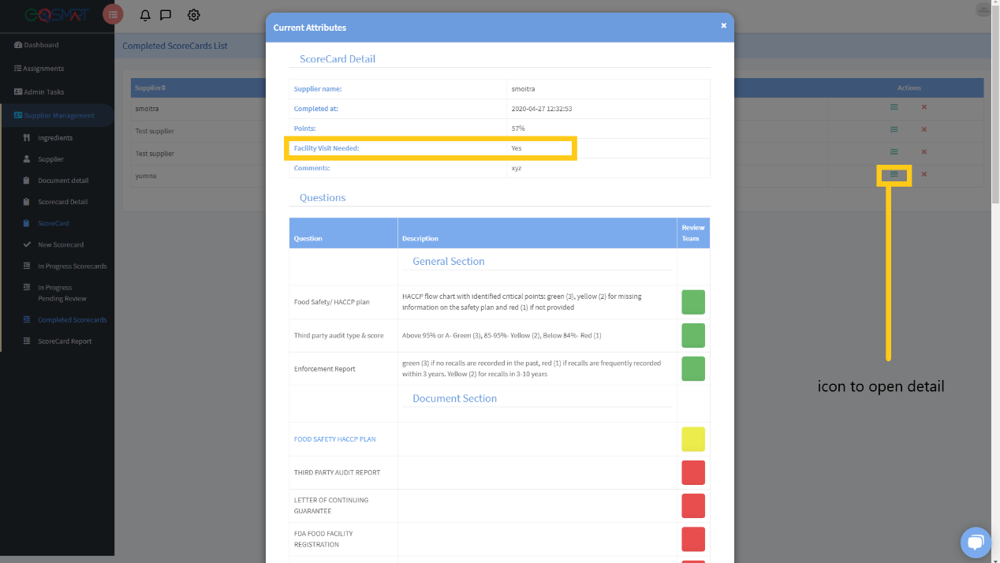 eQSMART
Current Attributes
×
Dashboard
Assignments
Admin Tasks
Supplier Management
Ingredients
Supplier
Document detail
Scorecard Detail
ScoreCard
New Scorecard
In Progress Scorecards
In Progress
Pending Review
Completed Scorecards
ScoreCard Report
Completed ScoreCards List
Supplier
Actions
smoitra
Test supplier
Test supplier
yumna
ScoreCard Detail
Supplier name: smoitra
Completed at: 2020-04-27 12:32:53
Points: 57%
Facility Visit Needed: Yes
Comments: xyz
Questions
Question Description Review
Team
General Section
Food Safety/ HACCP plan
HACCP flow chart with identified critical points: green (3), yellow (2) for missing
information on the safety plan and red (1) if not provided
Third party audit type & score Above 95% or A- Green (3), 85-95%- Yellow (2), Below 84%- Red (1)
Enforcement Report
green (3) if no recalls are recorded in the past, red (1) if recalls are frequently recorded
within 3 years. Yellow (2) for recalls in 3-10 years
Document Section
FOOD SAFETY HACCP PLAN
THIRD PARTY AUDIT REPORT
LETTER OF CONTINUING
GUARANTEE
FDA FOOD FACILITY
REGISTRATION
icon to open detail